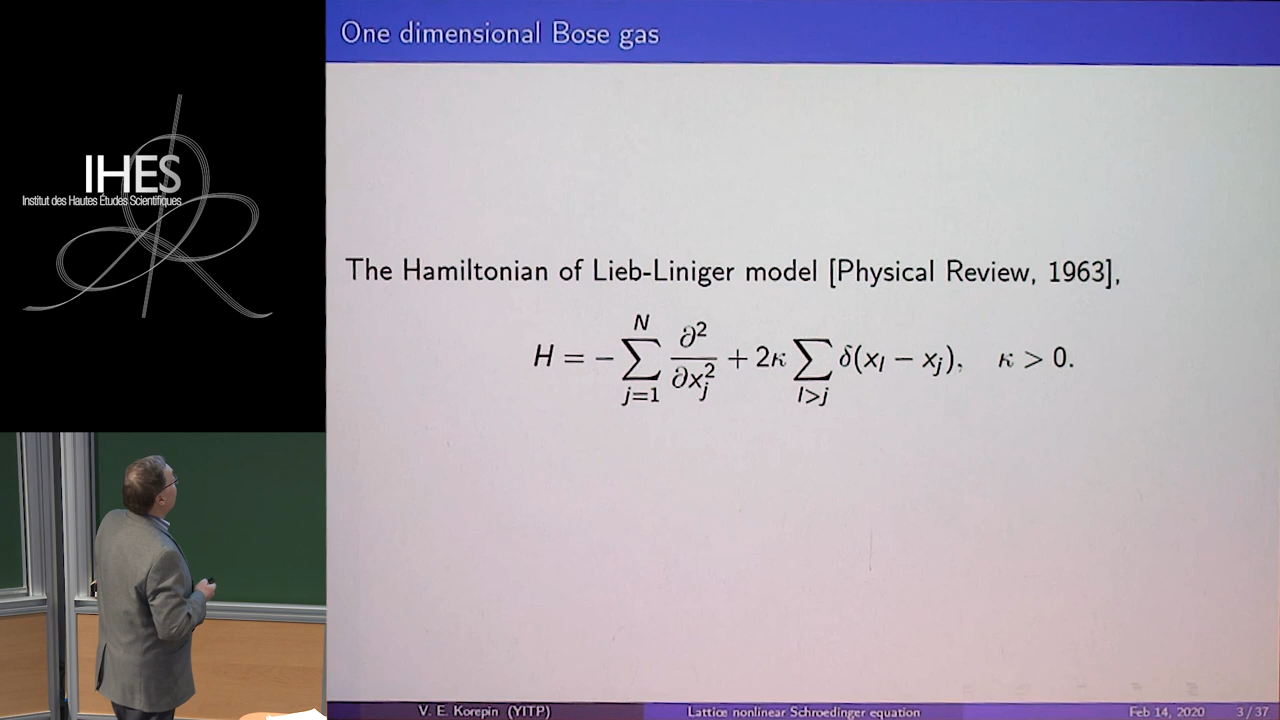 IHES
Institut des Hautes Études Scientifiques
One dimensional Bose gas
The Hamiltonian of Lieb-Liniger model [Physical Review, 1963],
H = − ∑_{j=1}^{N} ∂²/∂x_j² + 2κ ∑_{l>j} δ(x_l − x_j), κ > 0.
V. E. Korepin (YITP) Lattice nonlinear Schroedinger equation Feb 14, 2020 3 / 37